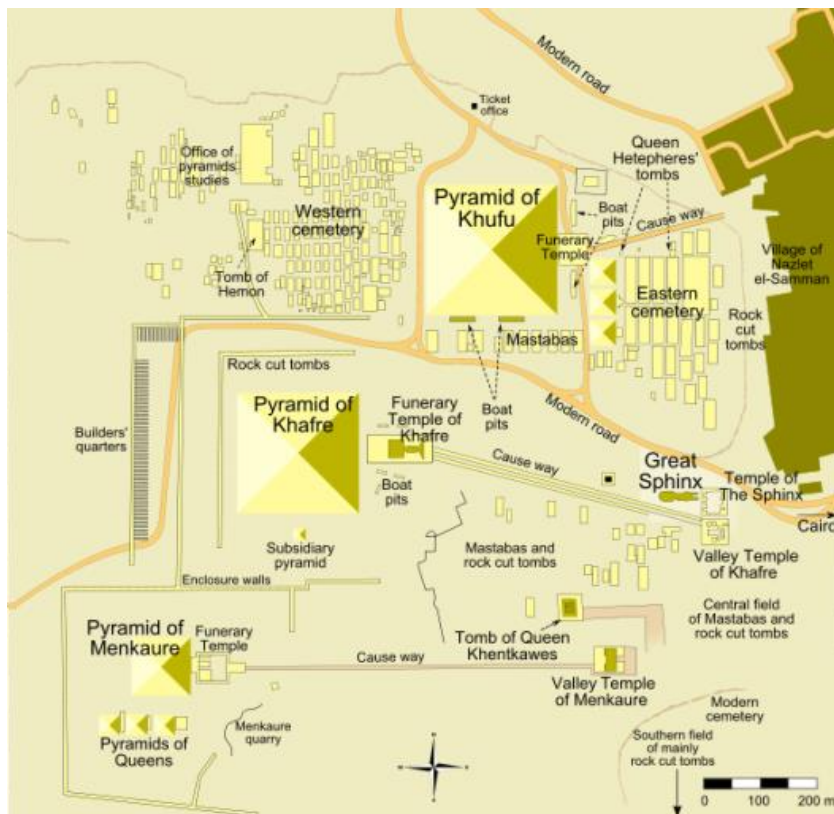 Modern road
Ticket
office
Office of
pyramids
studies
Queen
Hetepheres'
tombs
Pyramid of
Khufu
Western
cemetery
Boat
pits
Cause way
Funerary
Temple
Village of
Nazlet
el-Samman
Tomb of
Hemon
Eastern
cemetery
Rock
cut
tombs
Mastabas
Rock cut tombs
Pyramid of
Khafre
Funerary
Temple of
Khafre
Boat
pits
Modern road
Builders'
quarters
Cause way
Great
Sphinx
Temple of
The Sphinx
Boat
pits
Cairo
Subsidiary
pyramid
Mastabas and
rock cut tombs
Valley Temple
of Khafre
Enclosure walls
Central field
of Mastabas and
rock cut tombs
Pyramid of
Menkaure
Funerary
Temple
Tomb of Queen
Khentkawes
Cause way
Valley Temple
of Menkaure
Modern
cemetery
Pyramids of
Queens
Menkaure
quarry
Southern field
of mainly
rock cut tombs
0 100 200 m